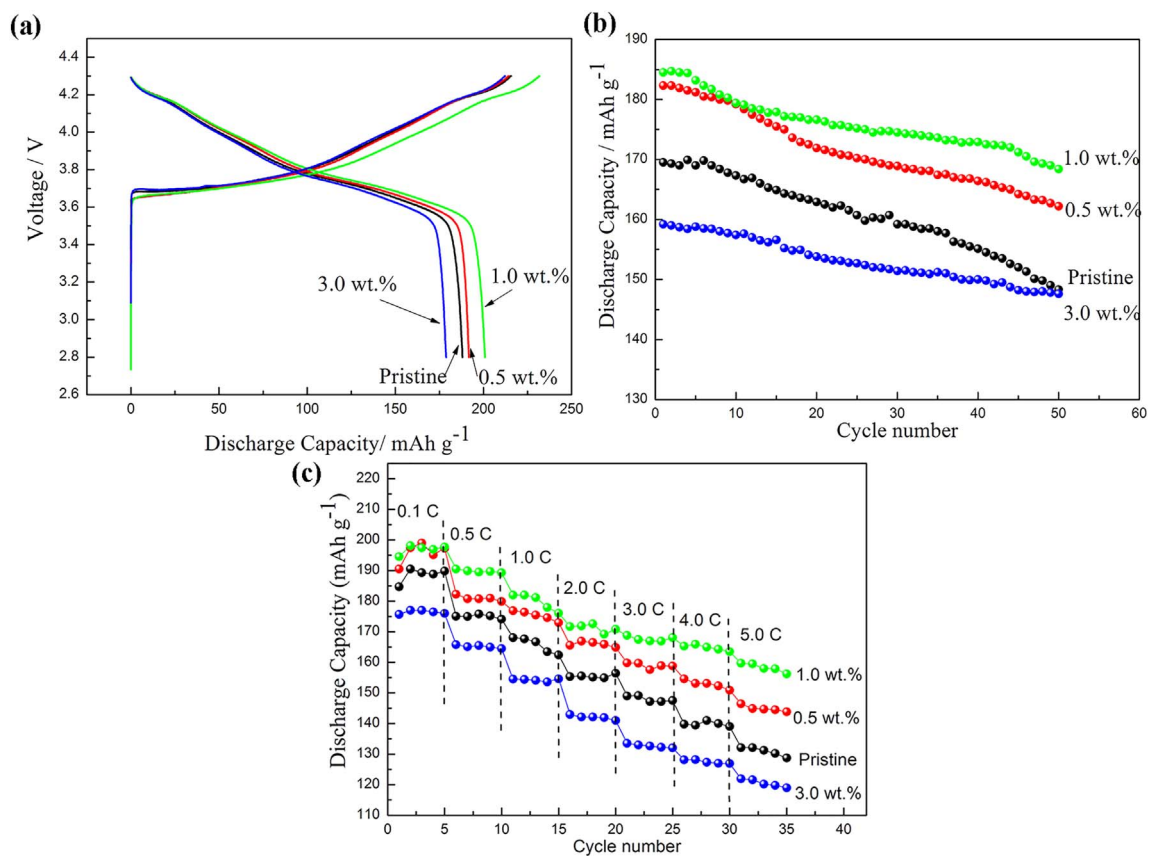 (a)
Voltage / V
4.4
4.2
4.0
3.8
3.6
3.4
3.2
3.0
2.8
2.6
3.0 wt.%
1.0 wt.%
Pristine
0.5 wt.%
0 50 100 150 200 250
Discharge Capacity/ mAh g-1
(b)
Discharge Capacity / mAh g-1
190
180
170
160
150
140
130
1.0 wt.%
0.5 wt.%
Pristine
3.0 wt.%
0 10 20 30 40 50 60
Cycle number
(c)
Discharge Capacity (mAh g-1)
220
210
200
190
180
170
160
150
140
130
120
110
0.1 C
0.5 C
1.0 C
2.0 C
3.0 C
4.0 C
5.0 C
1.0 wt.%
0.5 wt.%
Pristine
3.0 wt.%
0 5 10 15 20 25 30 35 40
Cycle number